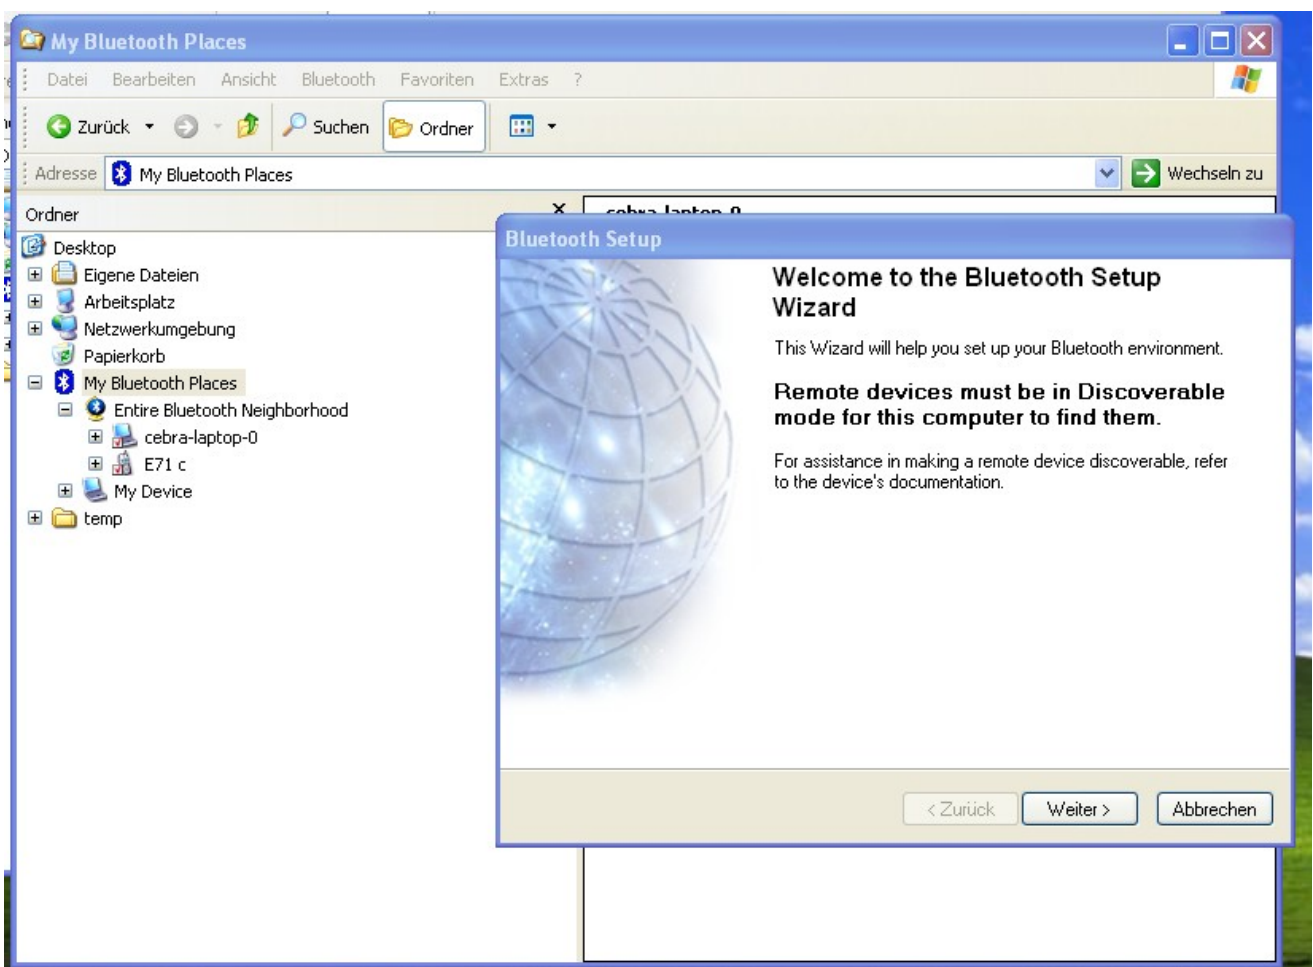 My Bluetooth Places
Datei Bearbeiten Ansicht Bluetooth Favoriten Extras ?
Zurück Suchen Ordner
Adresse My Bluetooth Places Wechseln zu
Ordner x cebra-laptop-0
Desktop
Eigene Dateien
Arbeitsplatz
Netzwerkumgebung
Papierkorb
My Bluetooth Places
Entire Bluetooth Neighborhood
cebra-laptop-0
E71 c
My Device
temp
Bluetooth Setup
Welcome to the Bluetooth Setup
Wizard
This Wizard will help you set up your Bluetooth environment.
Remote devices must be in Discoverable
mode for this computer to find them.
For assistance in making a remote device discoverable, refer
to the device's documentation.
< Zurück Weiter > Abbrechen